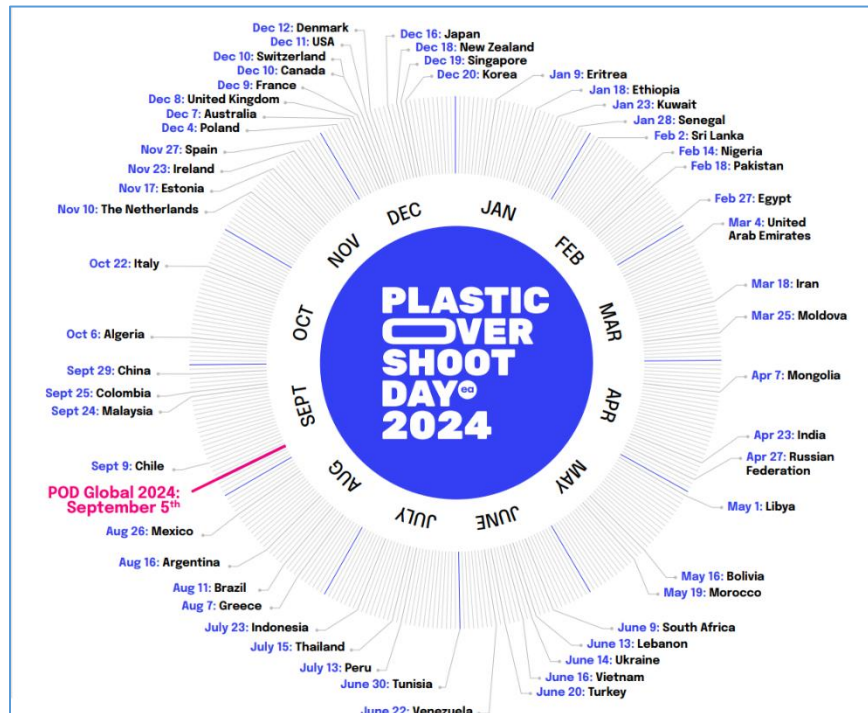 Dec 12: Denmark
Dec 11: USA
Dec 10: Switzerland
Dec 10: Canada
Dec 9: France
Dec 8: United Kingdom
Dec 7: Australia
Dec 4: Poland
Nov 27: Spain
Nov 23: Ireland
Nov 17: Estonia
Nov 10: The Netherlands
Oct 22: Italy
Oct 6: Algeria
Sept 29: China
Sept 25: Colombia
Sept 24: Malaysia
Sept 9: Chile
POD Global 2024:
September 5th
Aug 26: Mexico
Aug 16: Argentina
Aug 11: Brazil
Aug 7: Greece
July 23: Indonesia
July 15: Thailand
July 13: Peru
June 30: Tunisia
June 22: Venezuela
Dec 16: Japan
Dec 18: New Zealand
Dec 19: Singapore
Dec 20: Korea
Jan 9: Eritrea
Jan 18: Ethiopia
Jan 23: Kuwait
Jan 28: Senegal
Feb 2: Sri Lanka
Feb 14: Nigeria
Feb 18: Pakistan
Feb 27: Egypt
Mar 4: United
Arab Emirates
Mar 18: Iran
Mar 25: Moldova
Apr 7: Mongolia
Apr 23: India
Apr 27: Russian
Federation
May 1: Libya
May 16: Bolivia
May 19: Morocco
June 9: South Africa
June 13: Lebanon
June 14: Ukraine
June 16: Vietnam
June 20: Turkey
JAN
FEB
MAR
APR
MAY
JUNE
JULY
AUG
SEPT
OCT
NOV
DEC
PLASTIC
OVER
SHOOT
DAY ea
2024